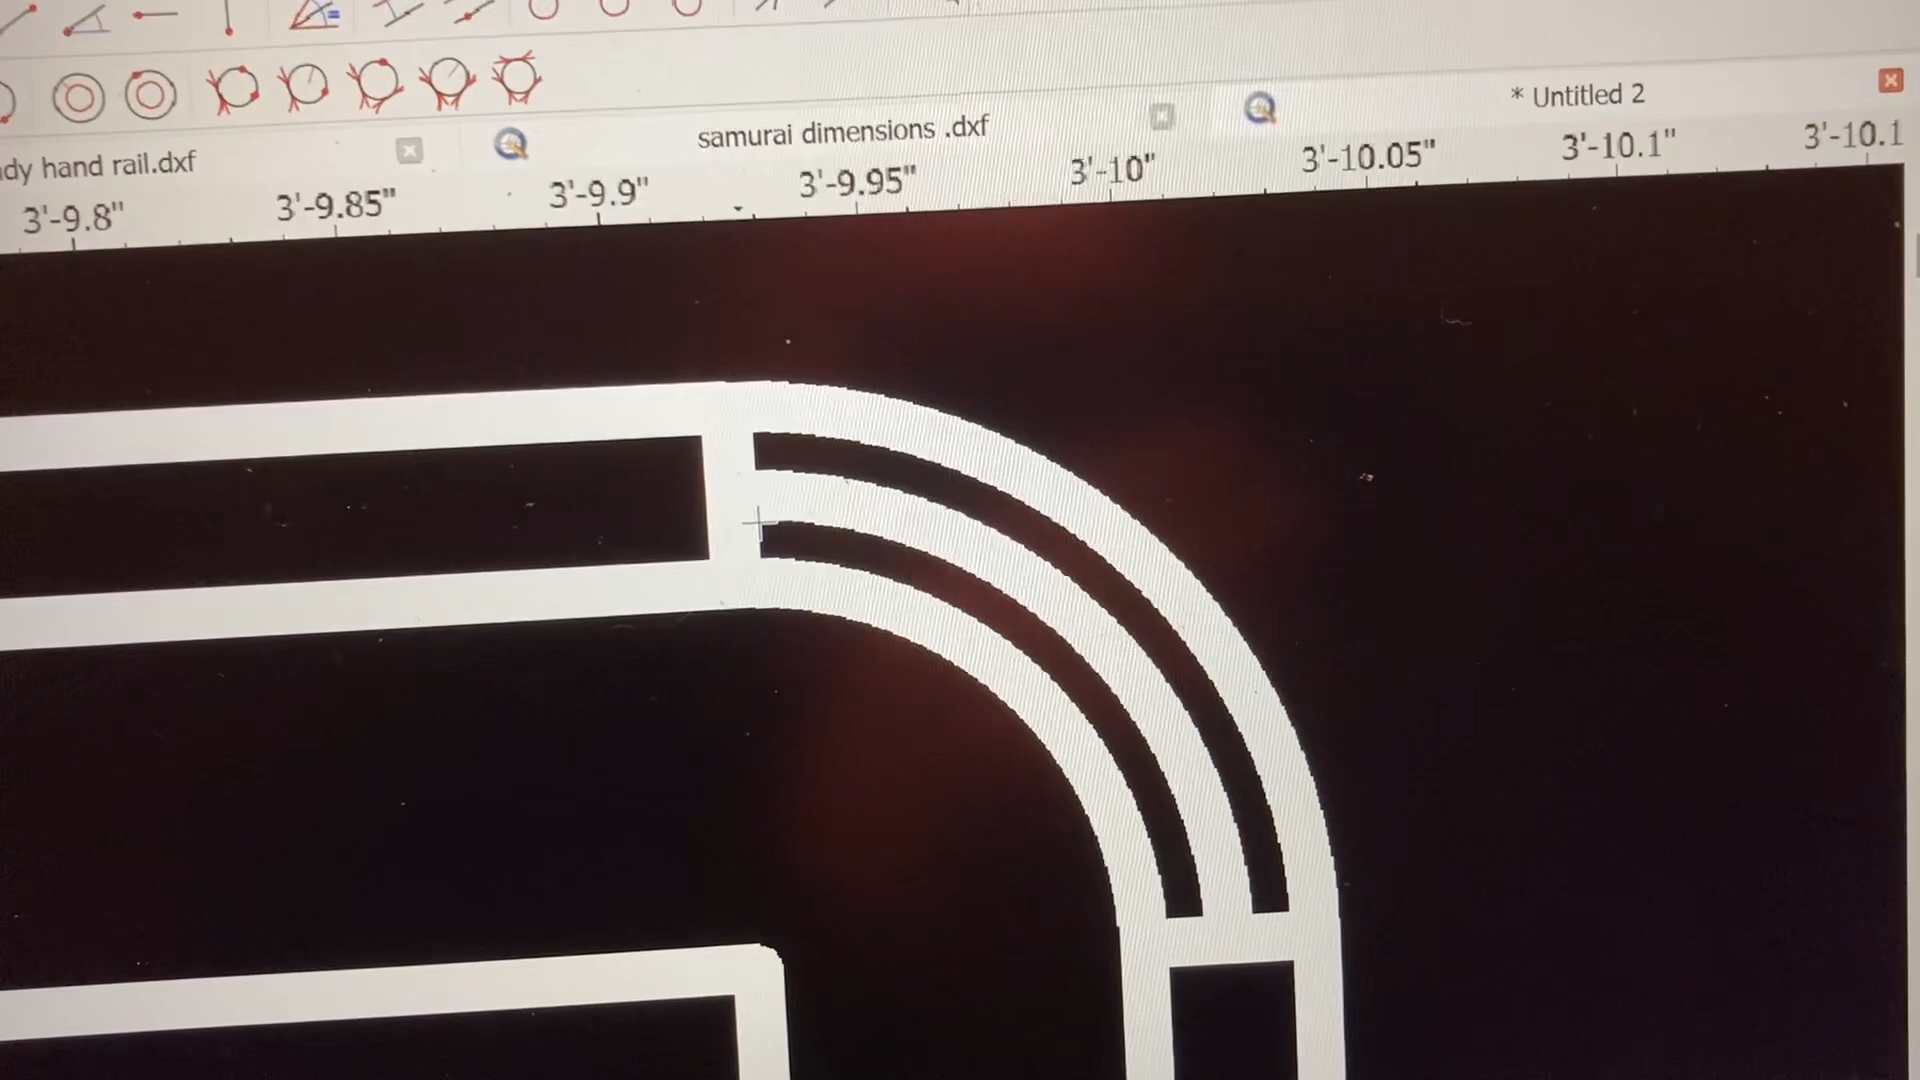 * Untitled 2
samurai dimensions .dxf
dy hand rail.dxf
3'-9.8" 3'-9.85" 3'-9.9" 3'-9.95" 3'-10" 3'-10.05" 3'-10.1" 3'-10.1